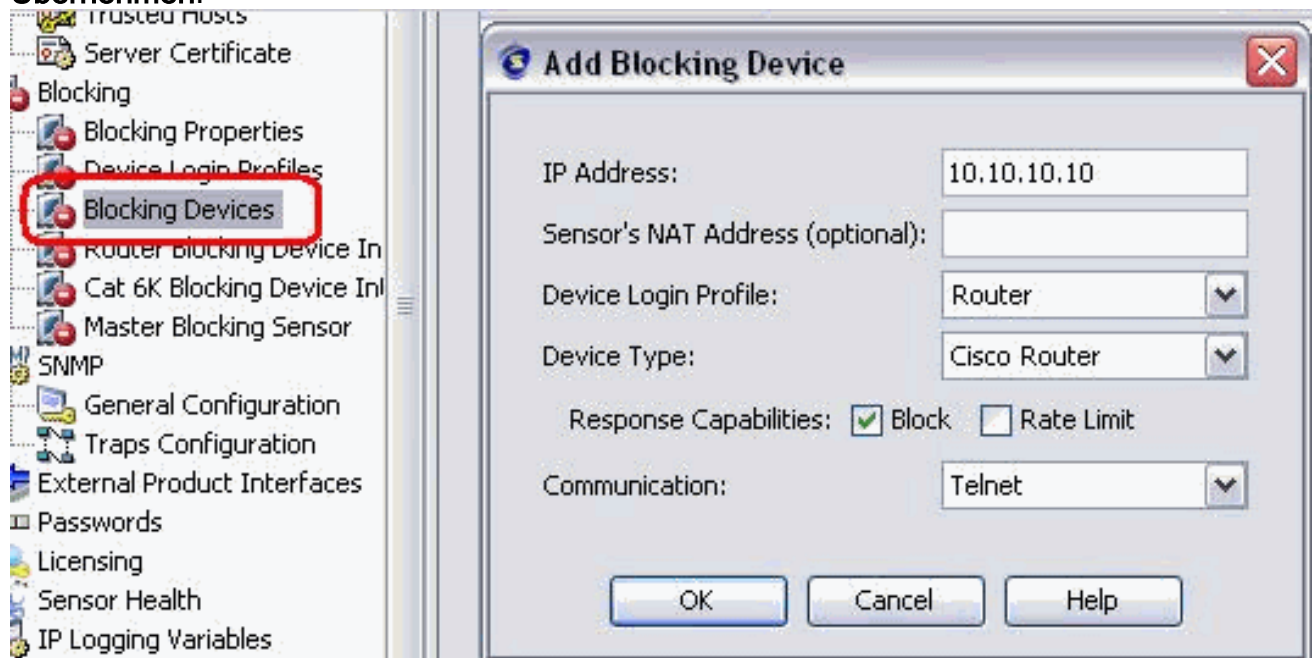 Übernehmen.
Trusted Hosts
Server Certificate
Blocking
Blocking Properties
Device Login Profiles
Blocking Devices
Router Blocking Device In
Cat 6K Blocking Device Int
Master Blocking Sensor
SNMP
General Configuration
Traps Configuration
External Product Interfaces
Passwords
Licensing
Sensor Health
IP Logging Variables
Add Blocking Device
IP Address: 10.10.10.10
Sensor's NAT Address (optional):
Device Login Profile: Router
Device Type: Cisco Router
Response Capabilities: Block Rate Limit
Communication: Telnet
OK Cancel Help